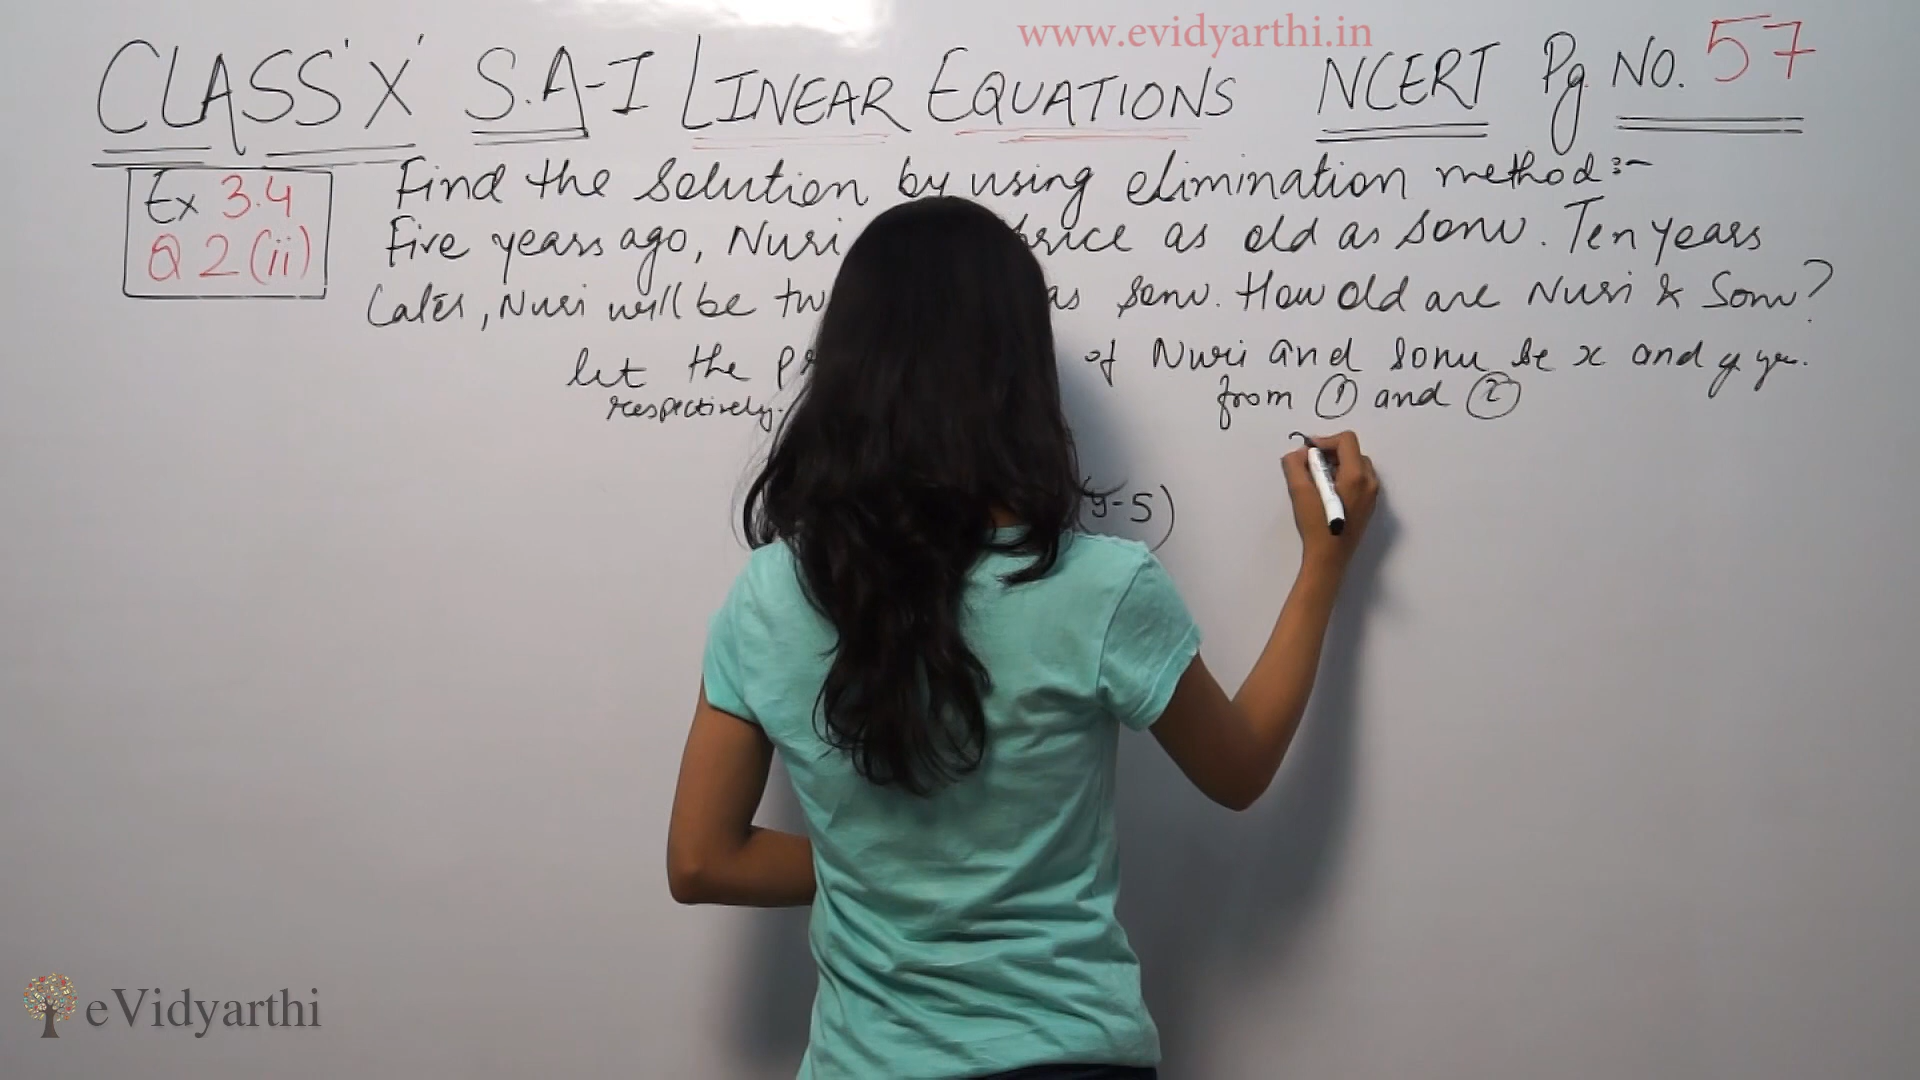 www.evidyarthi.in
CLASS 'X' S.A-I LINEAR EQUATIONS NCERT Pg NO. 57
Ex 3.4
Q 2 (ii)
Find the solution by using elimination method:-
Five years ago, Nuri as old as sonu. Ten years
Later, Nuri will be as sonu. How old are Nuri & Sonu?
let the of Nuri and sonu be x and y yrs.
respectively.
from ① and ②
(y-5)
eVidyarthi